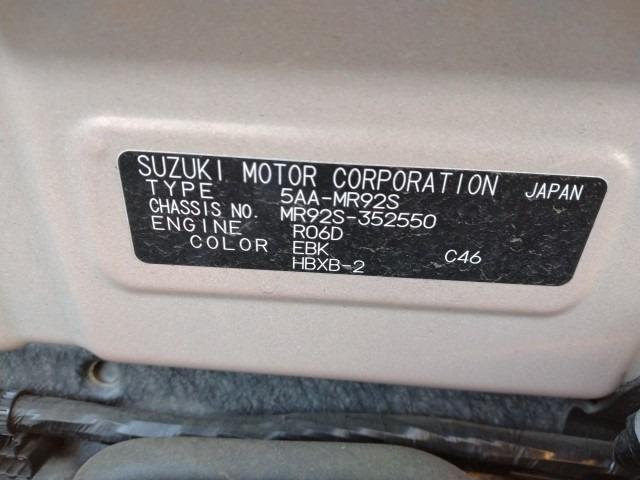 SUZUKI MOTOR CORPORATION JAPAN
TYPE 5AA-MR92S
CHASSIS NO. MR92S-352550
ENGINE R06D
COLOR EBK C46
HBXB-2